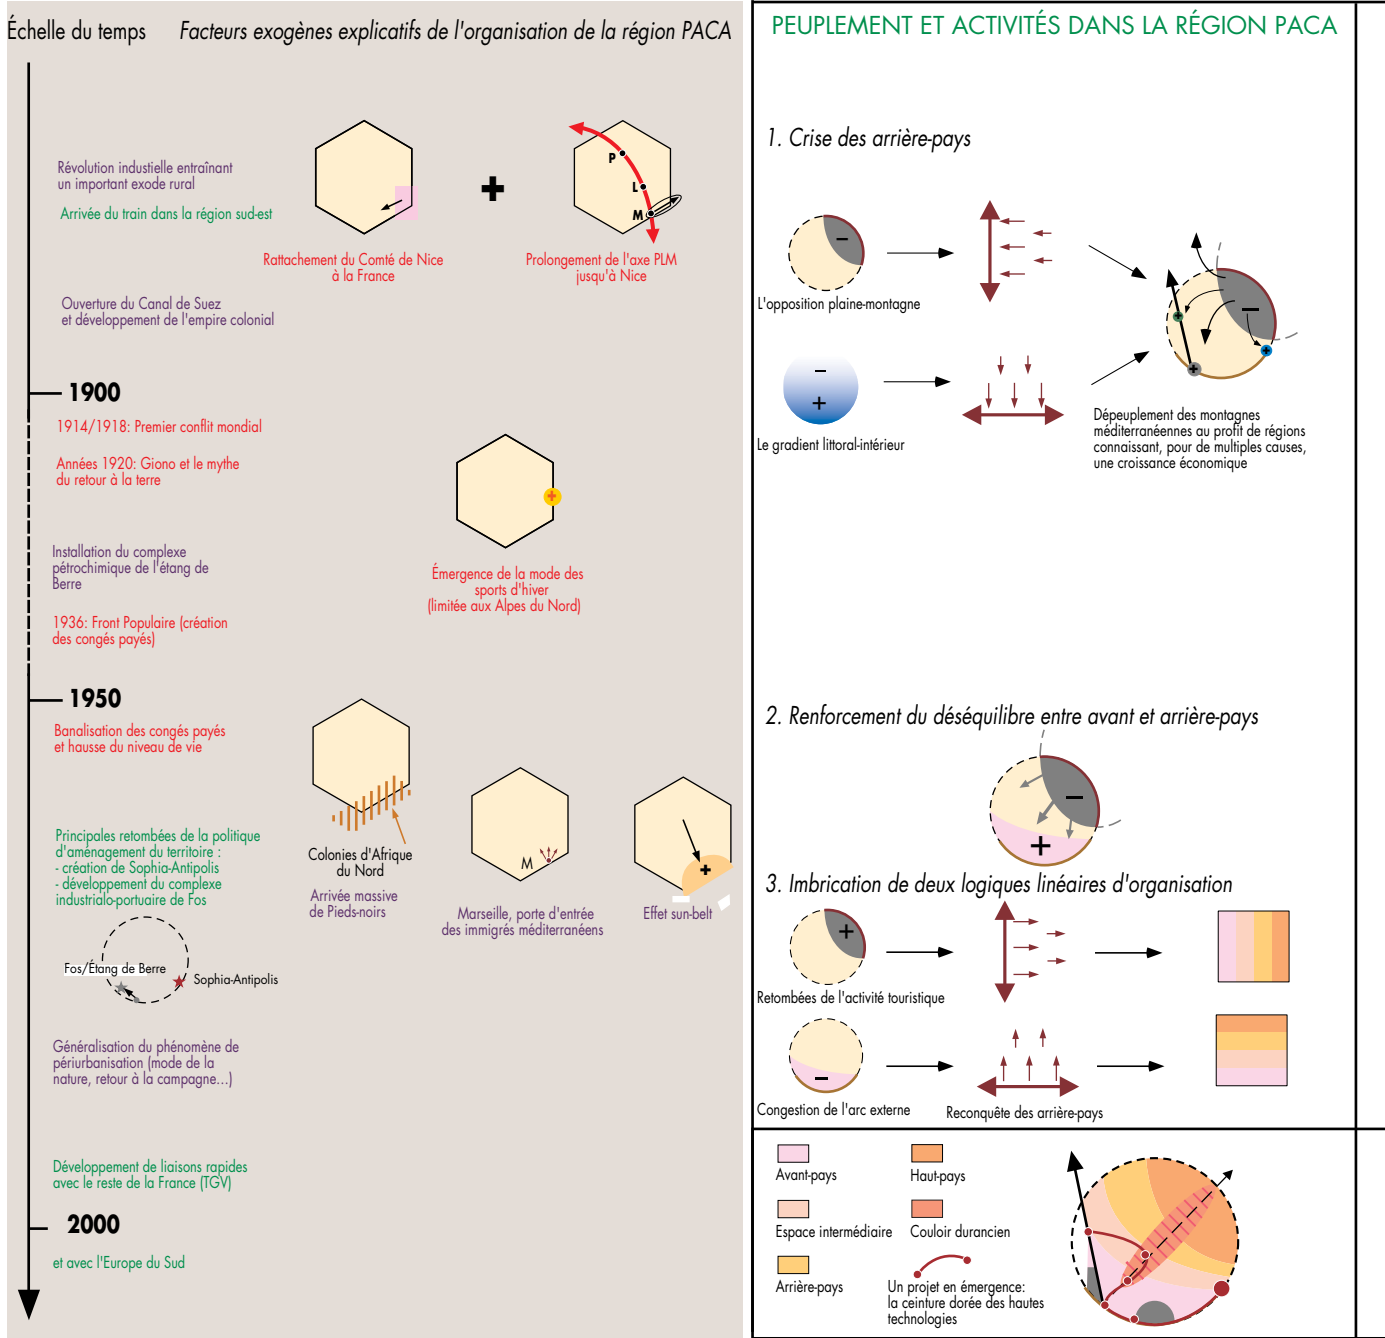 Échelle du temps
Facteurs exogènes explicatifs de l'organisation de la région PACA
Révolution industielle entraînant
un important exode rural
Arrivée du train dans la région sud-est
P
L
M
Rattachement du Comté de Nice
à la France
Prolongement de l'axe PLM
jusqu'à Nice
Ouverture du Canal de Suez
et développement de l'empire colonial
1900
1914/1918: Premier conflit mondial
Années 1920: Giono et le mythe
du retour à la terre
Installation du complexe
pétrochimique de l'étang de
Berre
Émergence de la mode des
sports d'hiver
(limitée aux Alpes du Nord)
1936: Front Populaire (création
des congés payés)
1950
Banalisation des congés payés
et hausse du niveau de vie
Principales retombées de la politique
d'aménagement du territoire :
- création de Sophia-Antipolis
- développement du complexe
industrialo-portuaire de Fos
Colonies d'Afrique
du Nord
Arrivée massive
de Pieds-noirs
M
Marseille, porte d'entrée
des immigrés méditerranéens
Effet sun-belt
Fos/Étang de Berre
Sophia-Antipolis
Généralisation du phénomène de
périurbanisation (mode de la
nature, retour à la campagne...)
Développement de liaisons rapides
avec le reste de la France (TGV)
2000
et avec l'Europe du Sud
PEUPLEMENT ET ACTIVITÉS DANS LA RÉGION PACA
1. Crise des arrière-pays
L'opposition plaine-montagne
Le gradient littoral-intérieur
Dépeuplement des montagnes
méditerranéennes au profit de régions
connaissant, pour de multiples causes,
une croissance économique
2. Renforcement du déséquilibre entre avant et arrière-pays
3. Imbrication de deux logiques linéaires d'organisation
Retombées de l'activité touristique
Congestion de l'arc externe
Reconquête des arrière-pays
Avant-pays
Haut-pays
Espace intermédiaire
Couloir durancien
Arrière-pays
Un projet en émergence:
la ceinture dorée des hautes
technologies